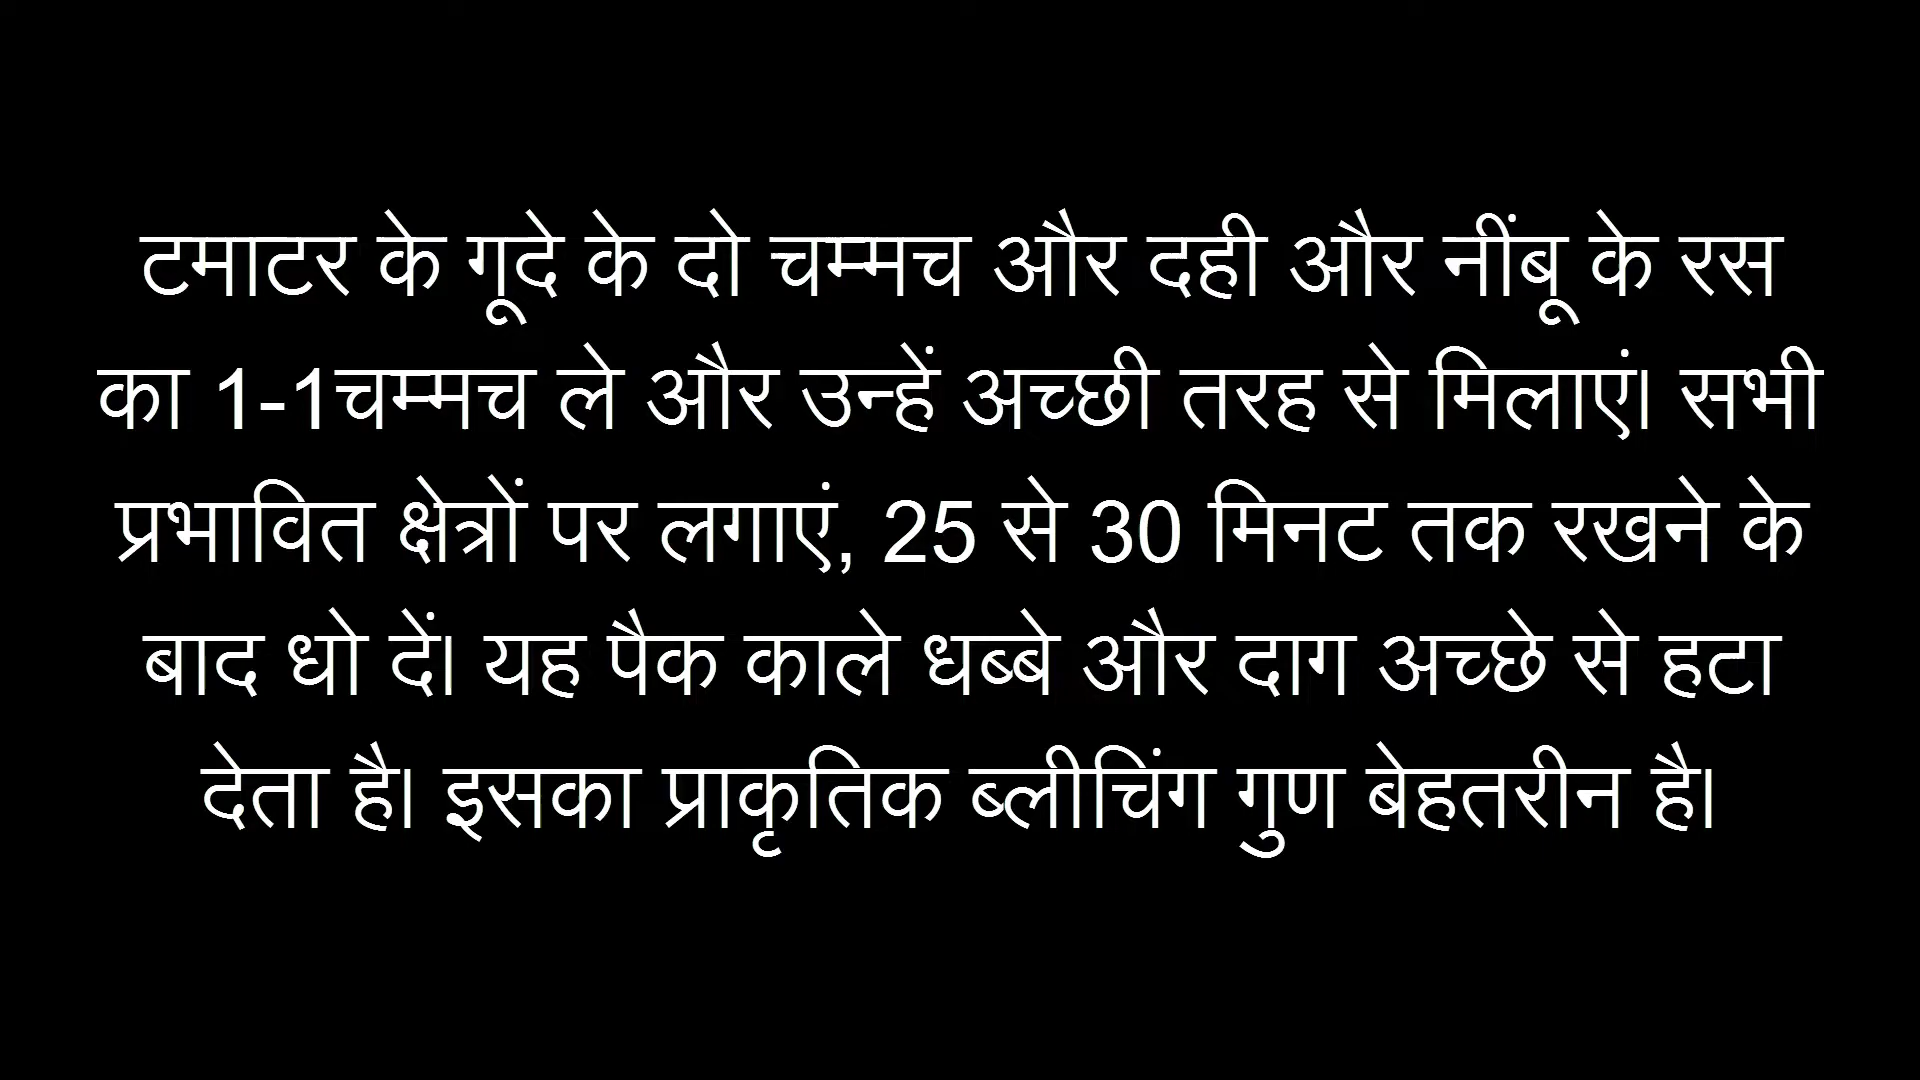 टमाटर के गूदे के दो चम्मच और दही और नींबू के रस
का 1-1चम्मच ले और उन्हें अच्छी तरह से मिलाएं। सभी
प्रभावित क्षेत्रों पर लगाएं, 25 से 30 मिनट तक रखने के
बाद धो दें। यह पैक काले धब्बे और दाग अच्छे से हटा
देता है। इसका प्राकृतिक ब्लीचिंग गुण बेहतरीन है।